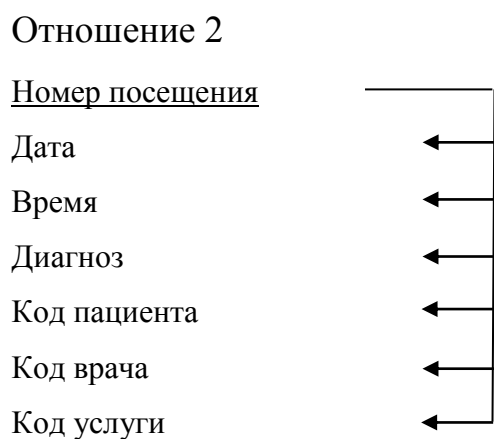 Отношение 2
Номер посещения
Дата
Время
Диагноз
Код пациента
Код врача
Код услуги